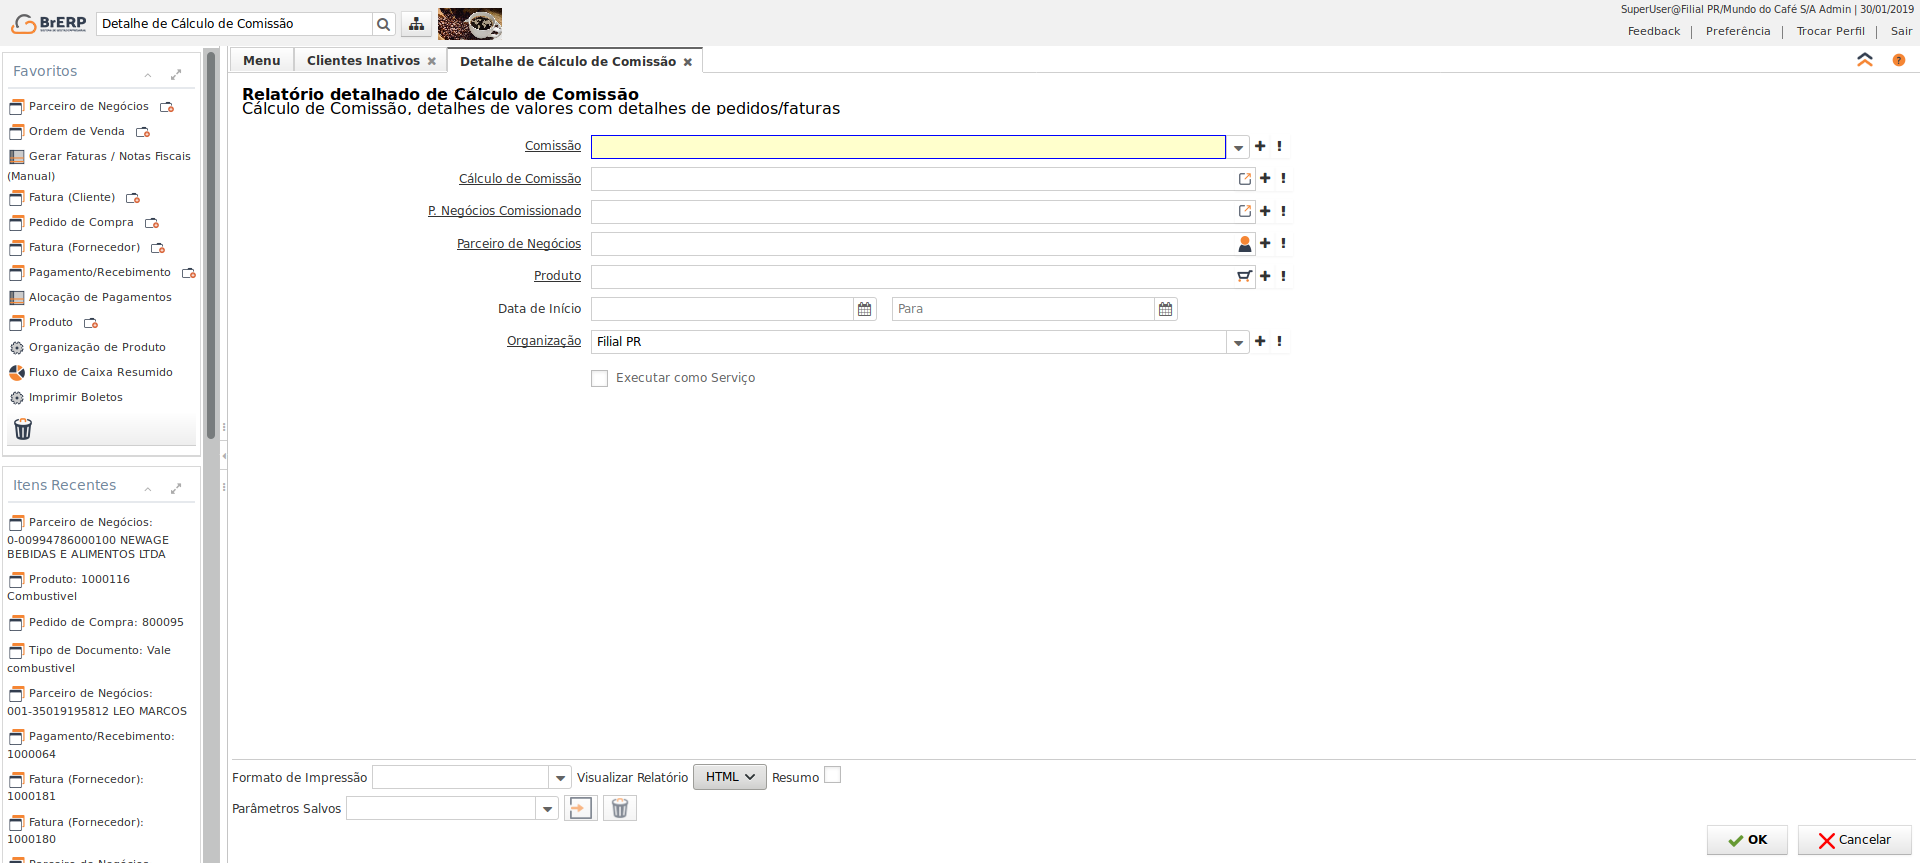 BrERP
Detalhe de Cálculo de Comissão
SuperUser@Filial PR/Mundo do Café S/A Admin | 30/01/2019
Feedback | Preferência | Trocar Perfil | Sair
Favoritos
Parceiro de Negócios
Ordem de Venda
Gerar Faturas / Notas Fiscais
(Manual)
Fatura (Cliente)
Pedido de Compra
Fatura (Fornecedor)
Pagamento/Recebimento
Alocação de Pagamentos
Produto
Organização de Produto
Fluxo de Caixa Resumido
Imprimir Boletos
Itens Recentes
Parceiro de Negócios:
0-00994786000100 NEWAGE
BEBIDAS E ALIMENTOS LTDA
Produto: 1000116
Combustivel
Pedido de Compra: 800095
Tipo de Documento: Vale
combustivel
Parceiro de Negócios:
001-35019195812 LEO MARCOS
Pagamento/Recebimento:
1000064
Fatura (Fornecedor):
1000181
Fatura (Fornecedor):
1000180
Parceiro de Negócios
Menu
Clientes Inativos
Detalhe de Cálculo de Comissão
Relatório detalhado de Cálculo de Comissão
Cálculo de Comissão, detalhes de valores com detalhes de pedidos/faturas
Comissão
Cálculo de Comissão
P. Negócios Comissionado
Parceiro de Negócios
Produto
Data de Início Para
Organização Filial PR
Executar como Serviço
Formato de Impressão Visualizar Relatório HTML Resumo
Parâmetros Salvos
OK Cancelar